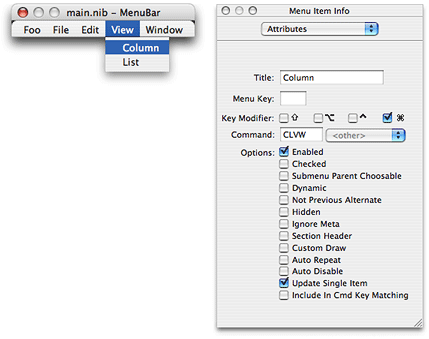 main.nib – MenuBar
Foo File Edit View Window
Column
List
Menu Item Info
Attributes
Title: Column
Menu Key:
Key Modifier: ⇧ ⌥ ^ ⌘
Command: CLVW <other>
Options: Enabled
Checked
Submenu Parent Choosable
Dynamic
Not Previous Alternate
Hidden
Ignore Meta
Section Header
Custom Draw
Auto Repeat
Auto Disable
Update Single Item
Include In Cmd Key Matching